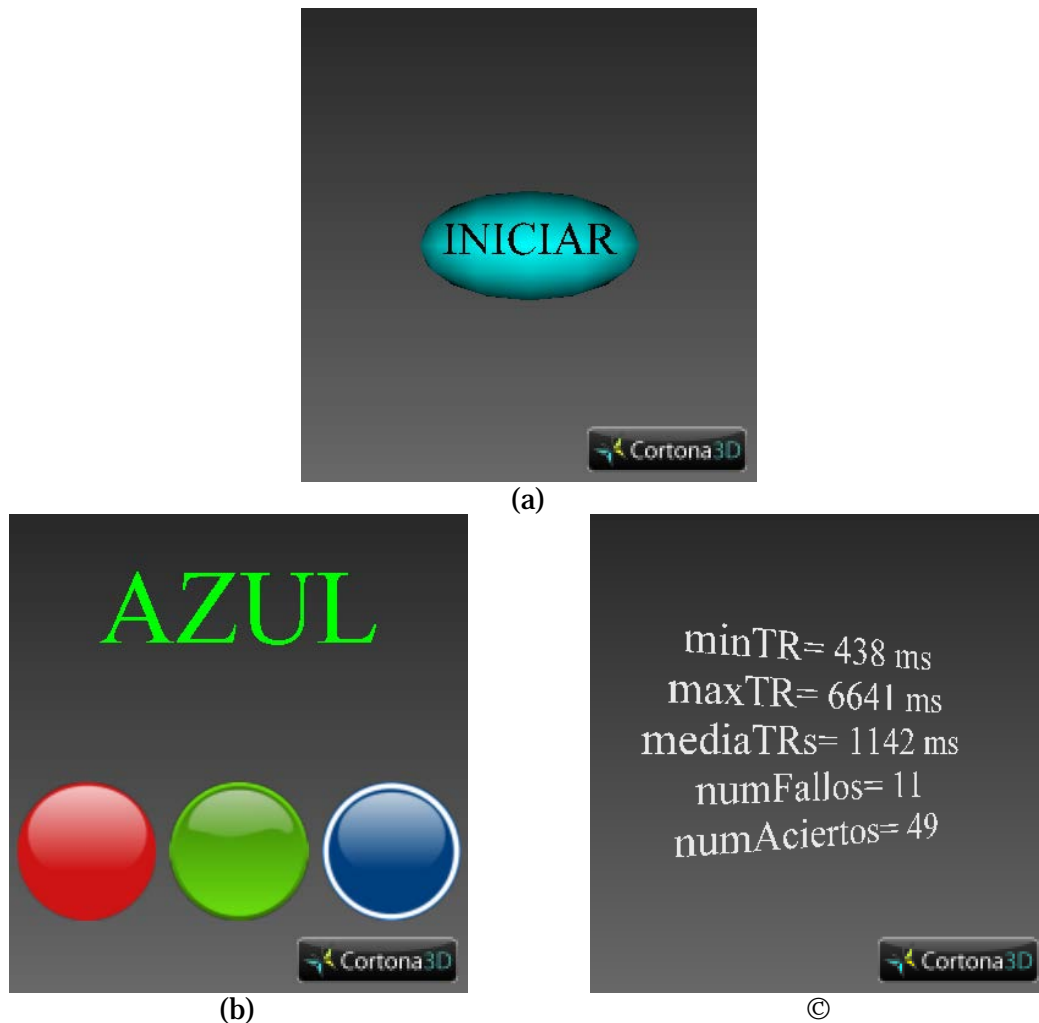 INICIAR
Cortona3D
(a)
AZUL
Cortona3D
(b)
minTR= 438 ms
maxTR= 6641 ms
mediaTRs= 1142 ms
numFallos= 11
numAciertos= 49
Cortona3D
©